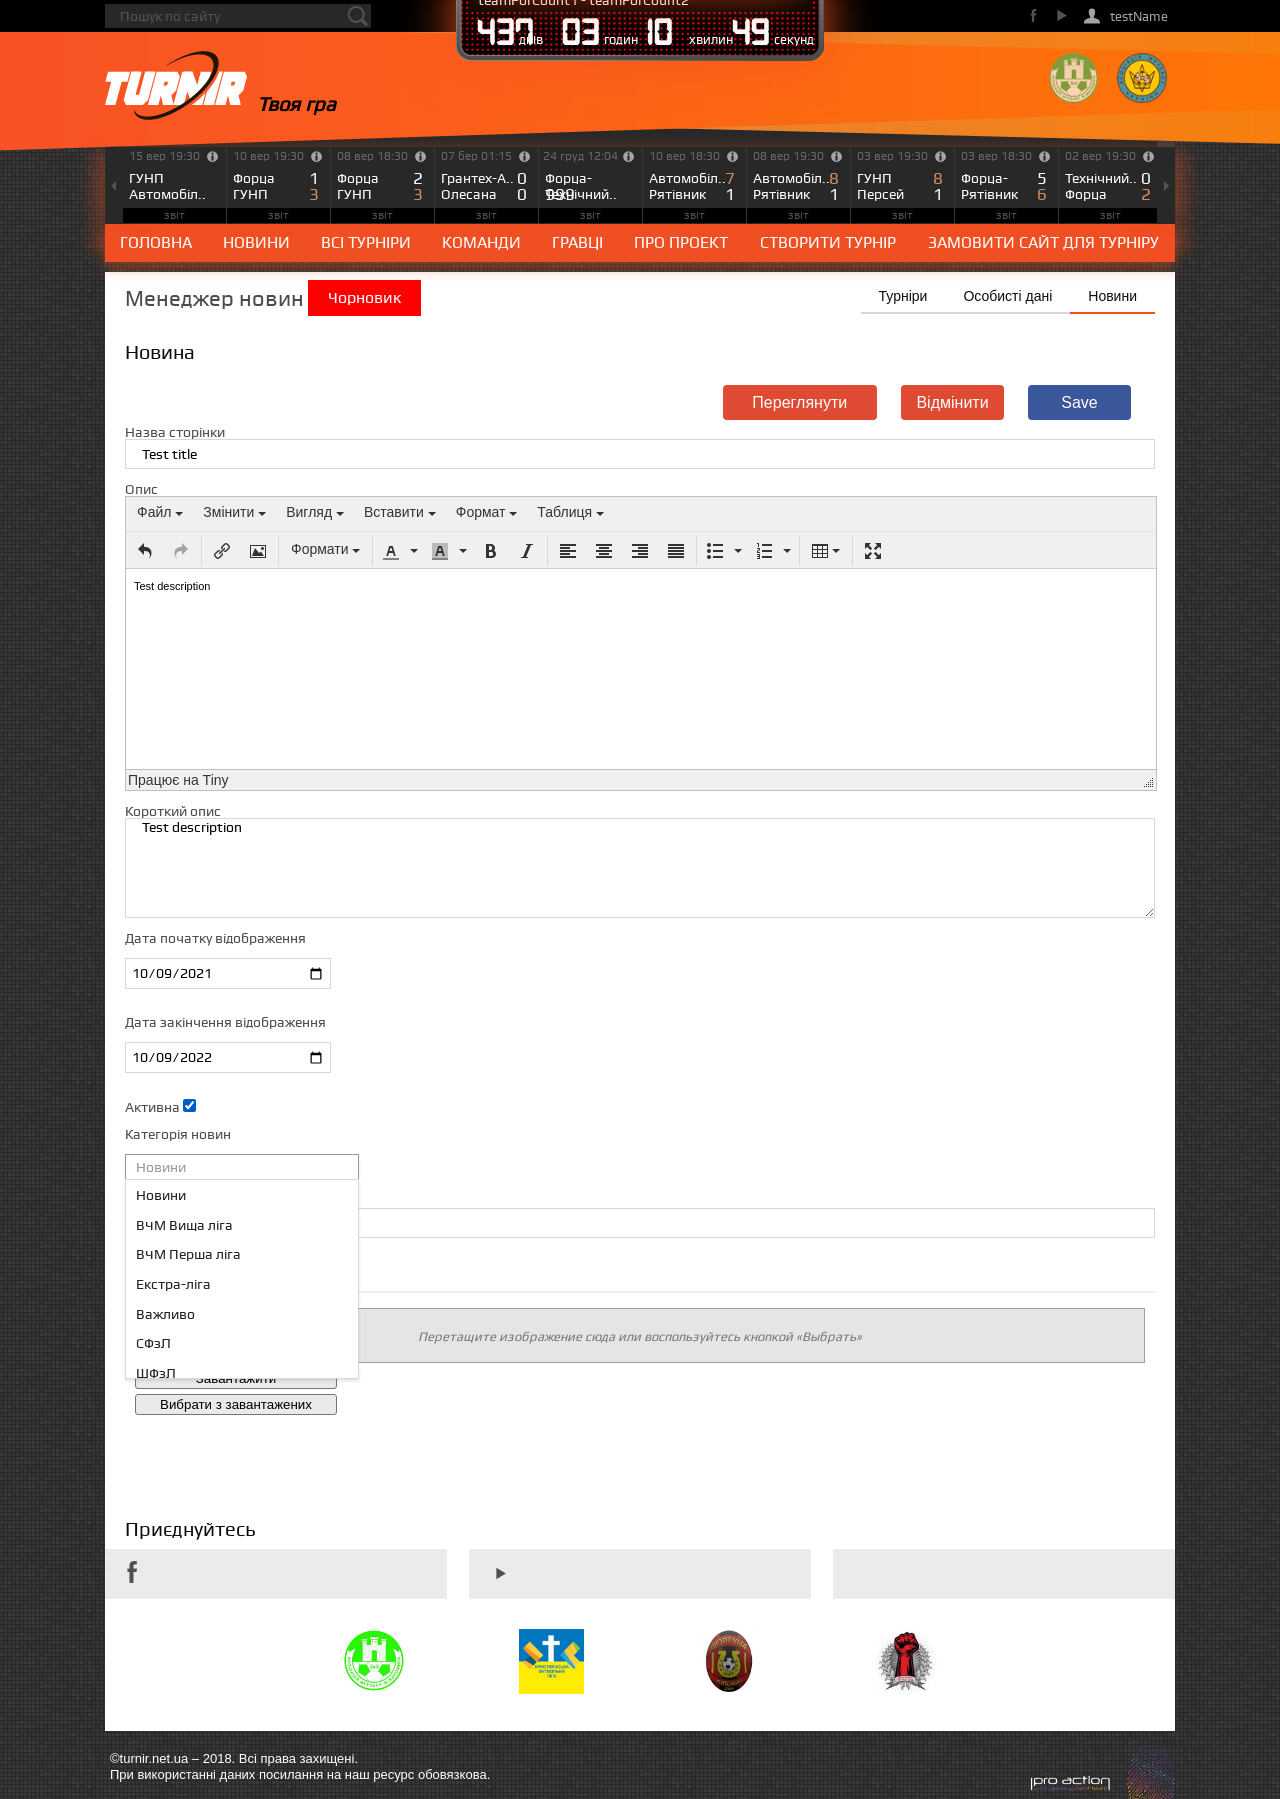 Пошук по сайту
teamForCount1 - teamForCount2
437 днів 03 годин 10 хвилин 49 секунд
testName
TURNIR
Твоя гра
15 вер 19:30
ГУНП
Автомобіл..
звіт
10 вер 19:30
Форца 1
ГУНП 3
звіт
08 вер 18:30
Форца 2
ГУНП 3
звіт
07 бер 01:15
Грантех-А.. 0
Олесана 0
звіт
24 груд 12:04
Форца-
999
Технічний..
звіт
10 вер 18:30
Автомобіл.. 7
Рятівник 1
звіт
08 вер 19:30
Автомобіл.. 8
Рятівник 1
звіт
03 вер 19:30
ГУНП 8
Персей 1
звіт
03 вер 18:30
Форца- 5
Рятівник 6
звіт
02 вер 19:30
Технічний.. 0
Форца 2
звіт
ГОЛОВНА НОВИНИ ВСІ ТУРНІРИ КОМАНДИ ГРАВЦІ ПРО ПРОЕКТ СТВОРИТИ ТУРНІР ЗАМОВИТИ САЙТ ДЛЯ ТУРНІРУ
Менеджер новин Чорновик
Турніри Особисті дані Новини
Новина
Переглянути Відмінити Save
Назва сторінки
Test title
Опис
Файл Змінити Вигляд Вставити Формат Таблиця
Формати
Test description
Працює на Tiny
Короткий опис
Test description
Дата початку відображення
10/09/2021
Дата закінчення відображення
10/09/2022
Активна
Категорія новин
Новини
Новини
ВЧМ Вища ліга
ВЧМ Перша ліга
Екстра-ліга
Важливо
СФзЛ
ШФзЛ
Перетащите изображение сюда или воспользуйтесь кнопкой «Выбрать»
Завантажити
Вибрати з завантажених
Приєднуйтесь
©turnir.net.ua – 2018. Всі права захищені.
При використанні даних посилання на наш ресурс обовязкова.
pro action